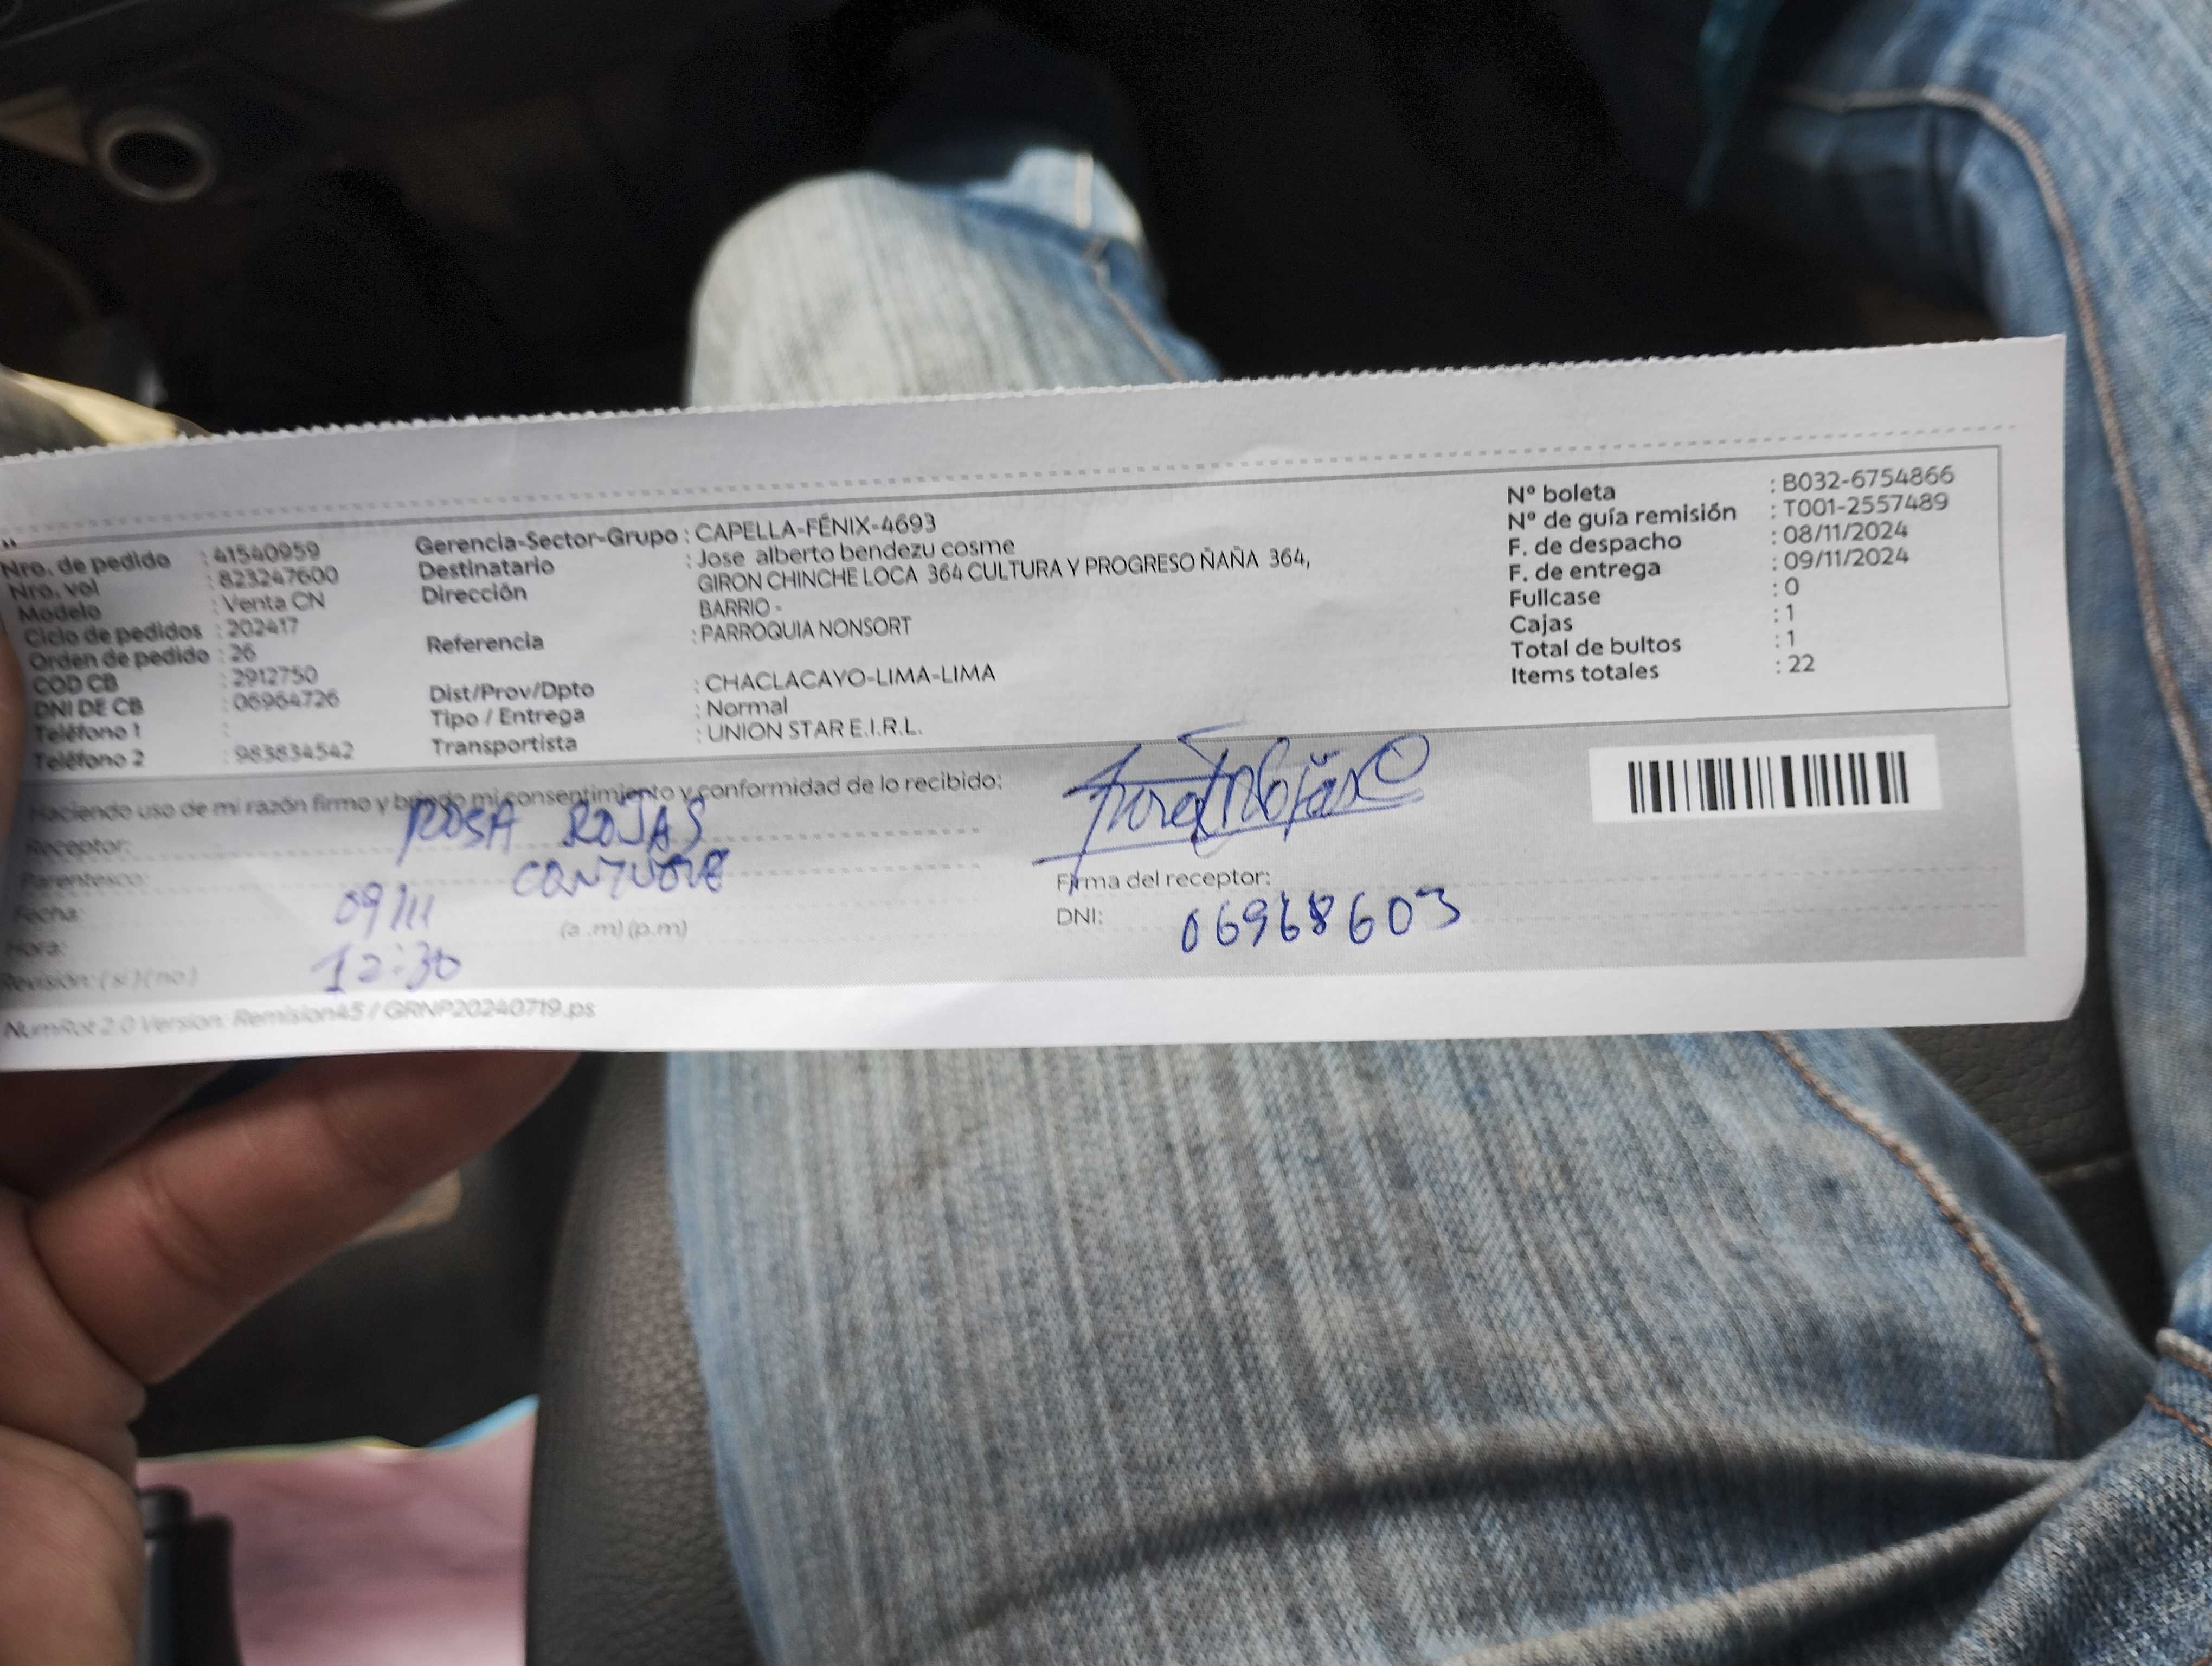 Nro. de pedido : 41540959
Nro. vol : 823247600
Modelo : Venta CN
Ciclo de pedidos : 202417
Orden de pedido : 26
COD CB : 2912750
DNI DE CB : 06964726
Teléfono 1 :
Teléfono 2 : 983834542
Gerencia-Sector-Grupo : CAPELLA-FÉNIX-4693
Destinatario : Jose alberto bendezu cosme
Dirección GIRON CHINCHE LOCA 364 CULTURA Y PROGRESO ÑAÑA 364,
BARRIO -
Referencia : PARROQUIA NONSORT
Dist/Prov/Dpto : CHACLACAYO-LIMA-LIMA
Tipo / Entrega : Normal
Transportista : UNION STAR E.I.R.L.
Nº boleta : B032-6754866
Nº de guía remisión : T001-2557489
F. de despacho : 08/11/2024
F. de entrega : 09/11/2024
Fullcase : 0
Cajas : 1
Total de bultos : 1
Items totales : 22
Haciendo uso de mi razón firmo y brindo mi consentimiento y conformidad de lo recibido:
Receptor: ROSA ROJAS
Parentesco:
Fecha: 09/11
Hora: 12:30 (a .m) (p.m)
Revisión: ( si ) ( no )
Firma del receptor:
DNI: 06968603
NumRot 2.0 Version: Remision45 / GRNP20240719.ps